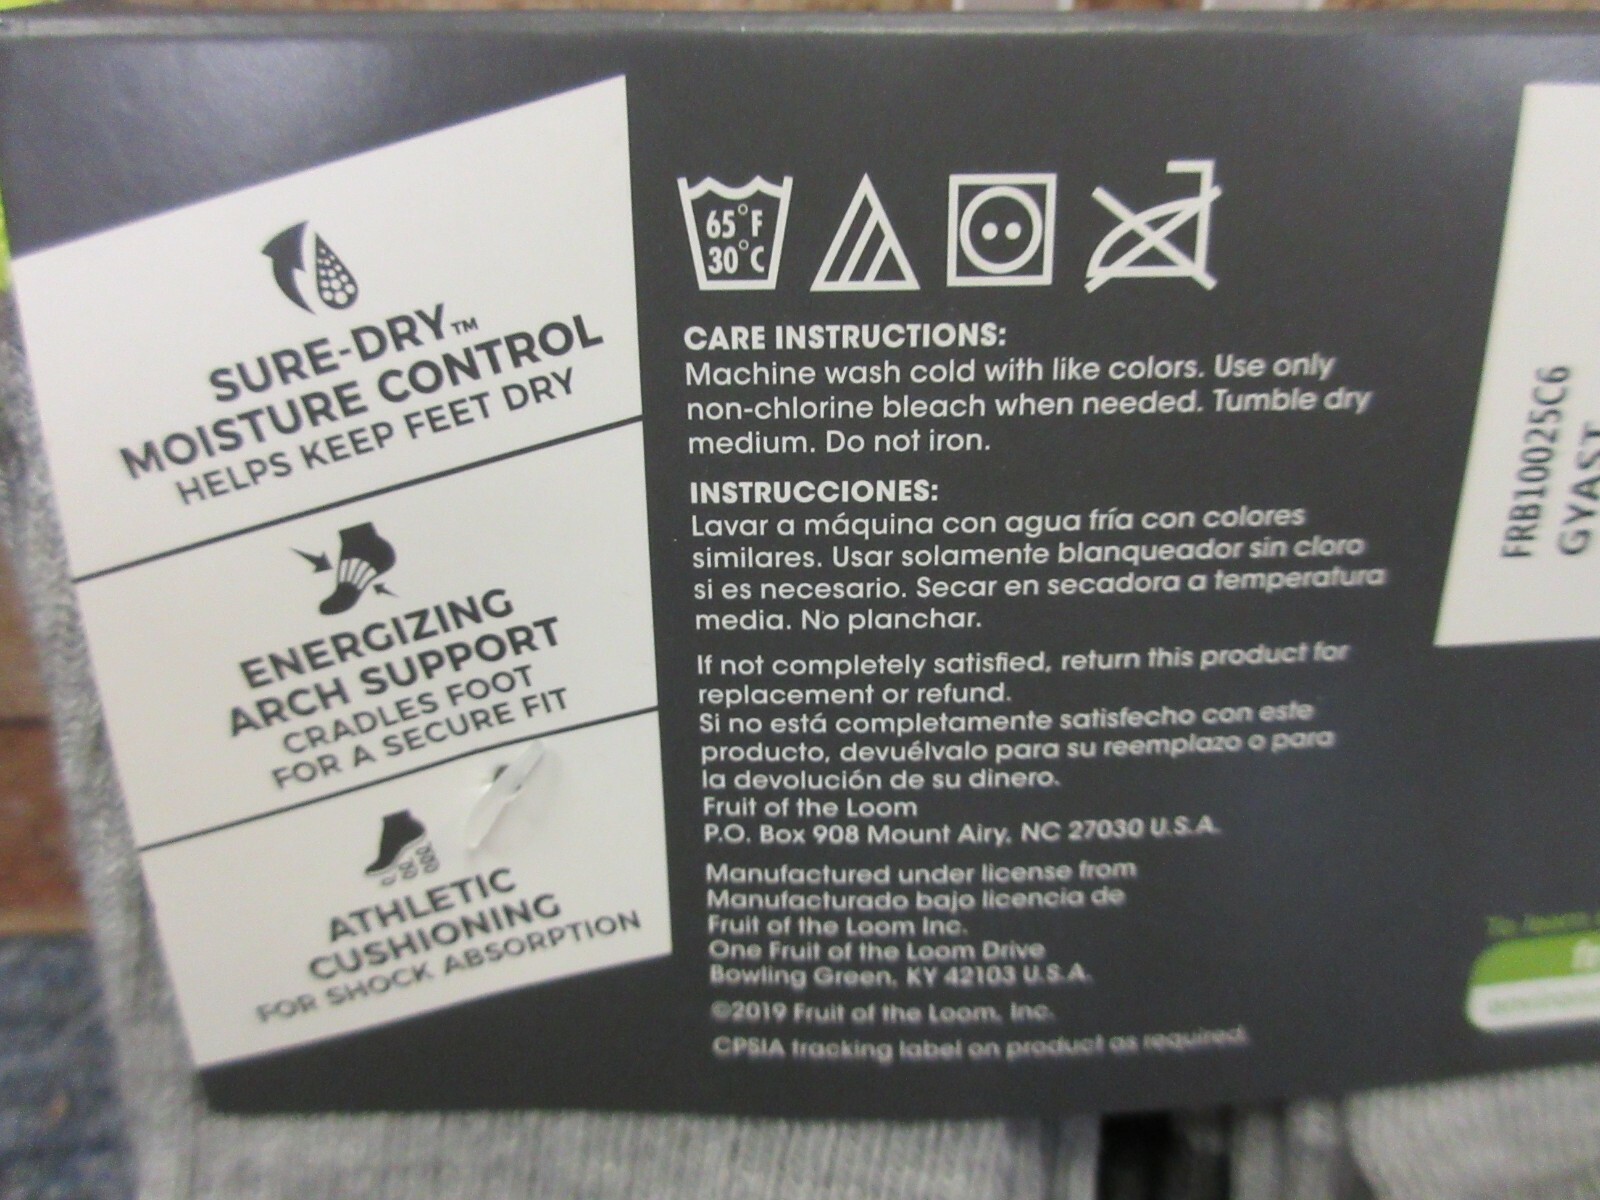 SURE-DRY™
MOISTURE CONTROL
HELPS KEEP FEET DRY
ENERGIZING
ARCH SUPPORT
CRADLES FOOT
FOR A SECURE FIT
ATHLETIC
CUSHIONING
FOR SHOCK ABSORPTION
65°F
30°C
CARE INSTRUCTIONS:
Machine wash cold with like colors. Use only
non-chlorine bleach when needed. Tumble dry
medium. Do not iron.
INSTRUCCIONES:
Lavar a máquina con agua fría con colores
similares. Usar solamente blanqueador sin cloro
si es necesario. Secar en secadora a temperatura
media. No planchar.
If not completely satisfied, return this product for
replacement or refund.
Si no está completamente satisfecho con este
producto, devuélvalo para su reemplazo o para
la devolución de su dinero.
Fruit of the Loom
P.O. Box 908 Mount Airy, NC 27030 U.S.A.
Manufactured under license from
Manufacturado bajo licencia de
Fruit of the Loom Inc.
One Fruit of the Loom Drive
Bowling Green, KY 42103 U.S.A.
©2019 Fruit of the Loom, Inc.
CPSIA tracking label on product as required.
FRB10025C6
GYAST
To learn